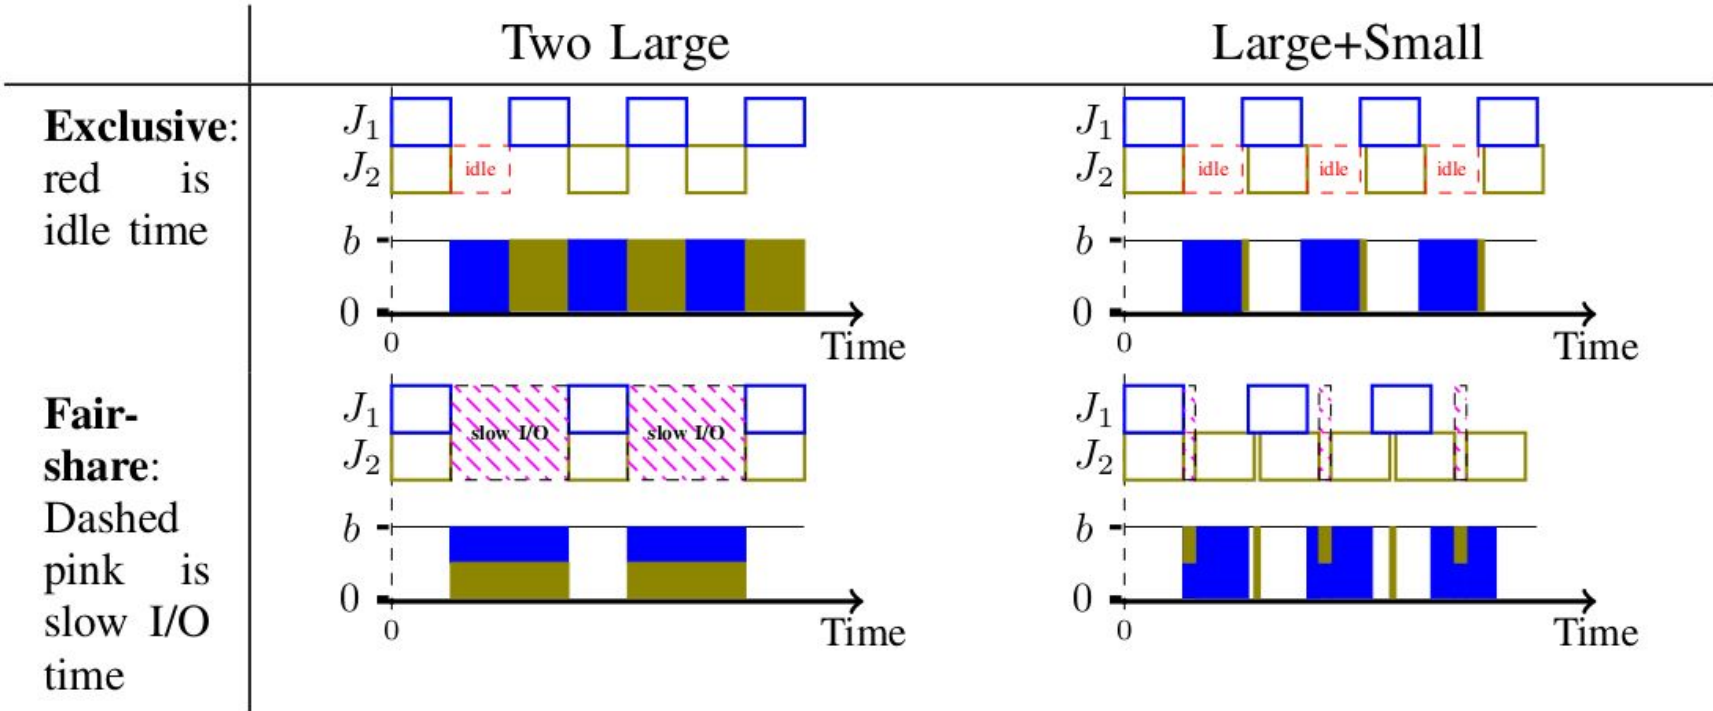 Two Large
Large+Small
Exclusive:
red is
idle time
J1
J2
idle
b
0
0
Time
J1
J2
idle
idle
idle
b
0
0
Time
Fair-
share:
Dashed
pink is
slow I/O
time
J1
J2
slow I/O
slow I/O
b
0
0
Time
J1
J2
b
0
0
Time